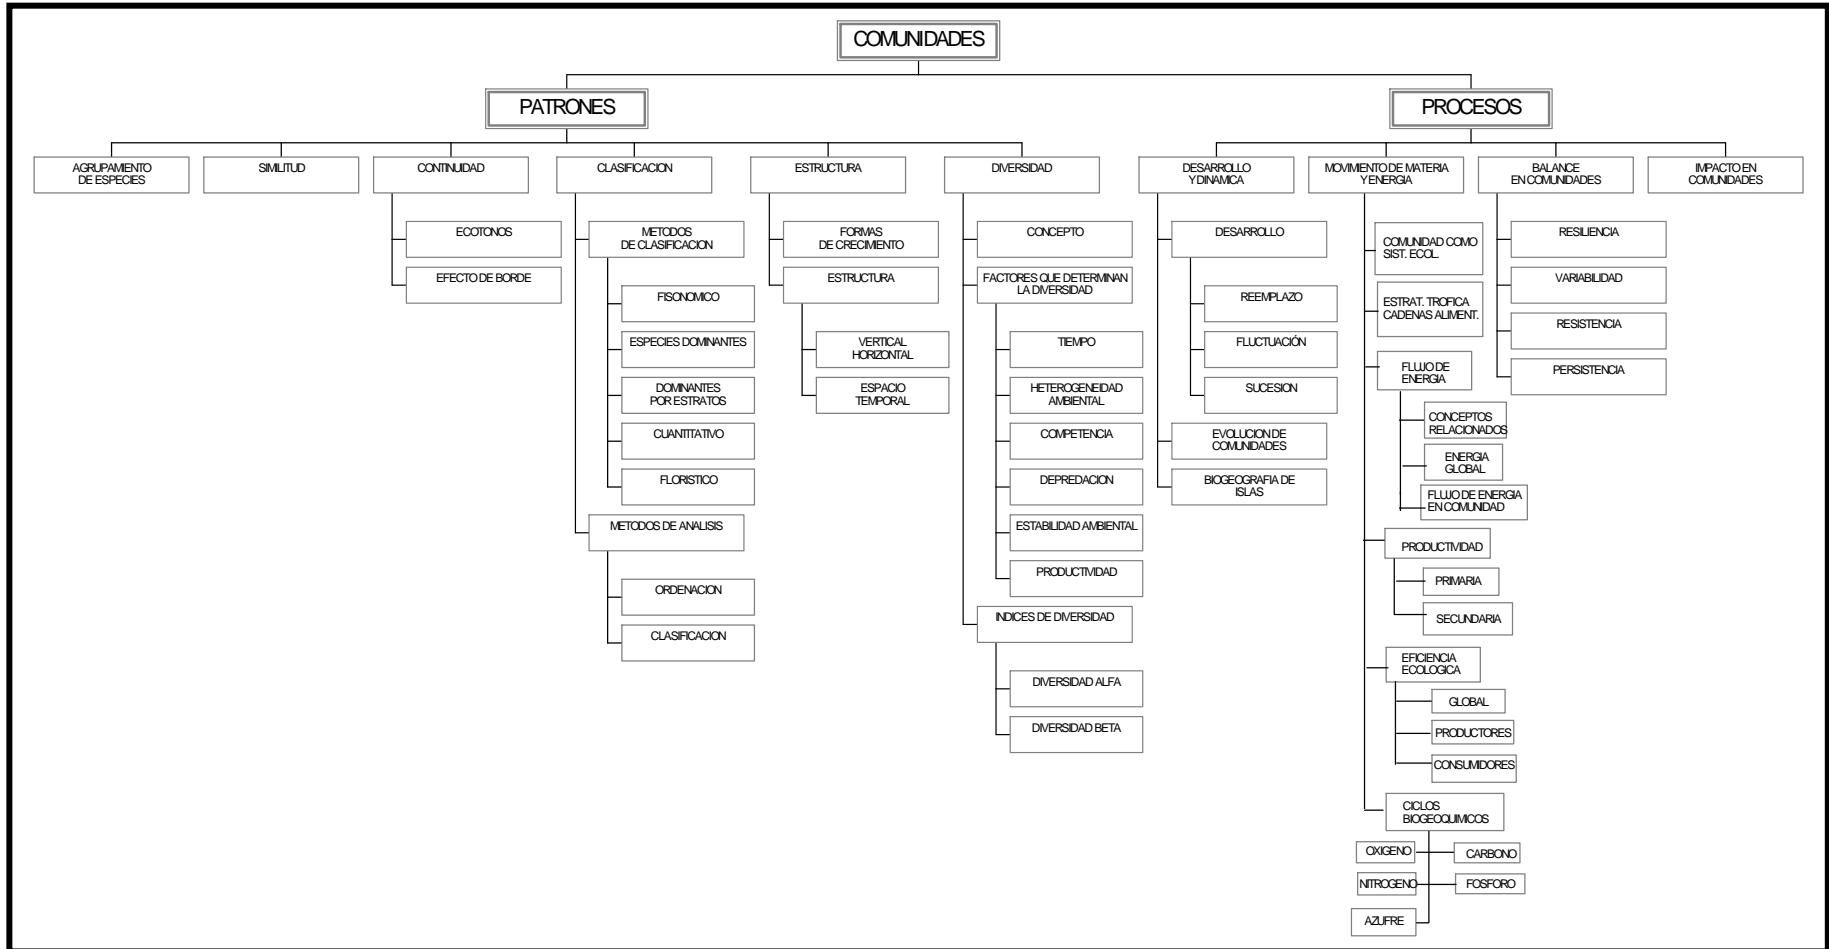 COMUNIDADES
PATRONES
PROCESOS
AGRUPAMIENTO
DE ESPECIES
SIMILITUD
CONTINUIDAD
CLASIFICACION
ESTRUCTURA
DIVERSIDAD
DESARROLLO
Y DINAMICA
MOVIMIENTO DE MATERIA
Y ENERGIA
BALANCE
EN COMUNIDADES
IMPACTO EN
COMUNIDADES
ECOTONOS
EFECTO DE BORDE
METODOS
DE CLASIFICACION
FISONOMICO
ESPECIES DOMINANTES
DOMINANTES
POR ESTRATOS
CUANTITATIVO
FLORISTICO
METODOS DE ANALISIS
ORDENACION
CLASIFICACION
FORMAS
DE CRECIMIENTO
ESTRUCTURA
VERTICAL
HORIZONTAL
ESPACIO
TEMPORAL
CONCEPTO
FACTORES QUE DETERMINAN
LA DIVERSIDAD
TIEMPO
HETEROGENEIDAD
AMBIENTAL
COMPETENCIA
DEPREDACION
ESTABILIDAD AMBIENTAL
PRODUCTIVIDAD
INDICES DE DIVERSIDAD
DIVERSIDAD ALFA
DIVERSIDAD BETA
DESARROLLO
REEMPLAZO
FLUCTUACIÓN
SUCESION
EVOLUCION DE
COMUNIDADES
BIOGEOGRAFIA DE
ISLAS
COMUNIDAD COMO
SIST. ECOL.
ESTRAT. TROFICA
CADENAS ALIMENT.
FLUJO DE
ENERGIA
CONCEPTOS
RELACIONADOS
ENERGIA
GLOBAL
FLUJO DE ENERGIA
EN COMUNIDAD
PRODUCTIVIDAD
PRIMARIA
SECUNDARIA
EFICIENCIA
ECOLOGICA
GLOBAL
PRODUCTORES
CONSUMIDORES
CICLOS
BIOGEOQUIMICOS
OXIGENO
CARBONO
NITROGENO
FOSFORO
AZUFRE
RESILIENCIA
VARIABILIDAD
RESISTENCIA
PERSISTENCIA